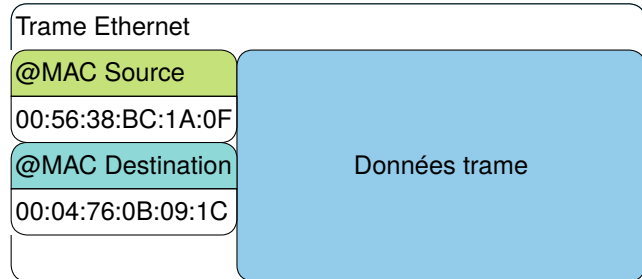 Trame Ethernet
@MAC Source
00:56:38:BC:1A:0F
@MAC Destination
Données trame
00:04:76:0B:09:1C